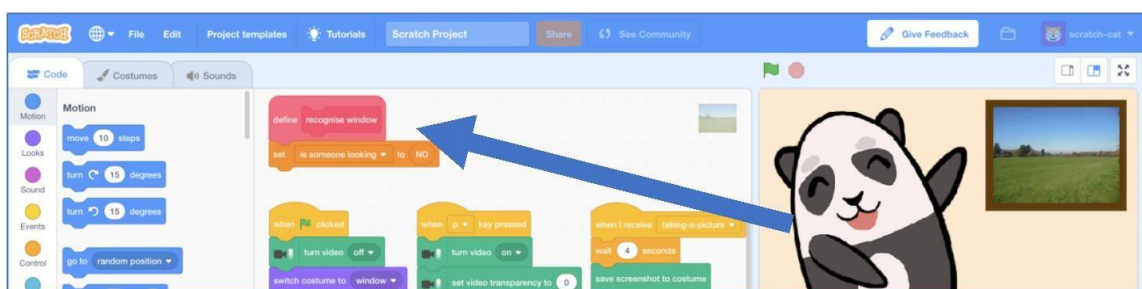 SCRATCH File Edit Project templates Tutorials Scratch Project Share See Community Give Feedback scratch-cat
Code Costumes Sounds
Motion
Looks
Sound
Events
Control
Motion
move 10 steps
turn 15 degrees
turn 15 degrees
go to random position
define recognise window
set is someone looking to NO
when clicked
turn video off
switch costume to window
when p key pressed
turn video on
set video transparency to 0
when I receive taking-a-picture
wait 4 seconds
save screenshot to costume